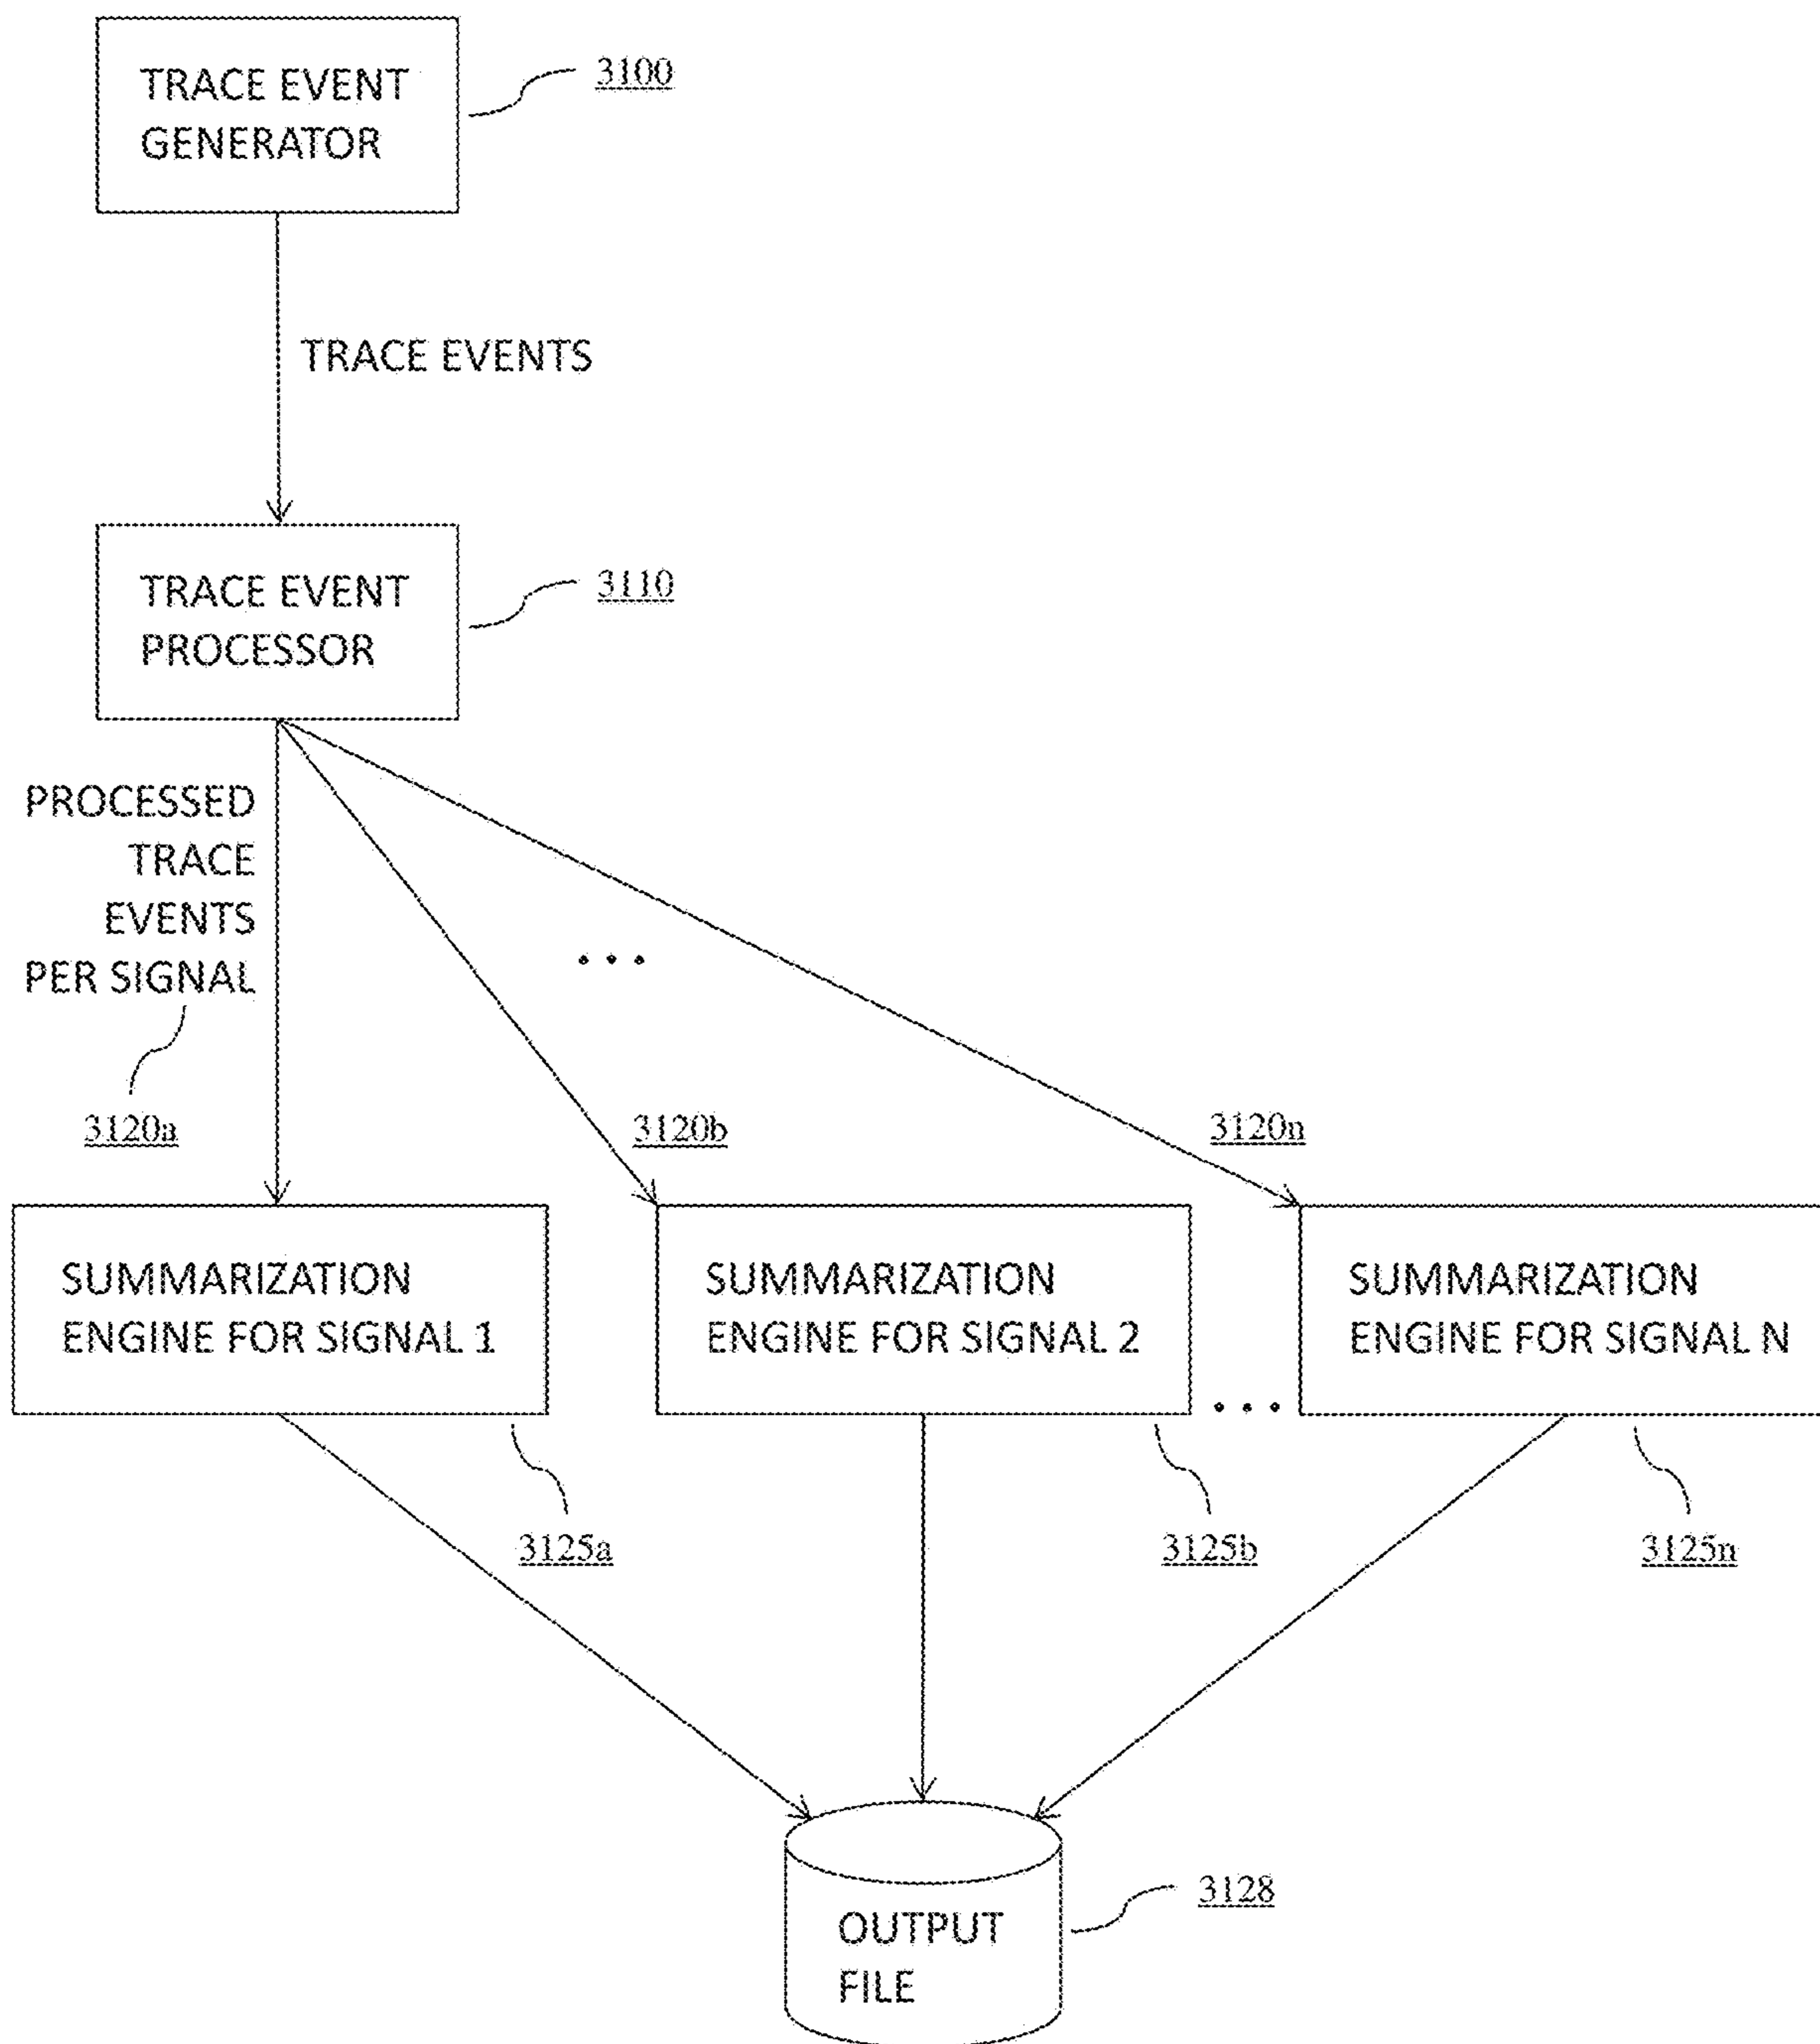 TRACE EVENT
GENERATOR
3100
TRACE EVENTS
TRACE EVENT
PROCESSOR
3110
PROCESSED
TRACE
EVENTS
PER SIGNAL
...
3120a
3120b
3120n
SUMMARIZATION
ENGINE FOR SIGNAL 1
SUMMARIZATION
ENGINE FOR SIGNAL 2
...
SUMMARIZATION
ENGINE FOR SIGNAL N
3125a
3125b
3125n
OUTPUT
FILE
3128